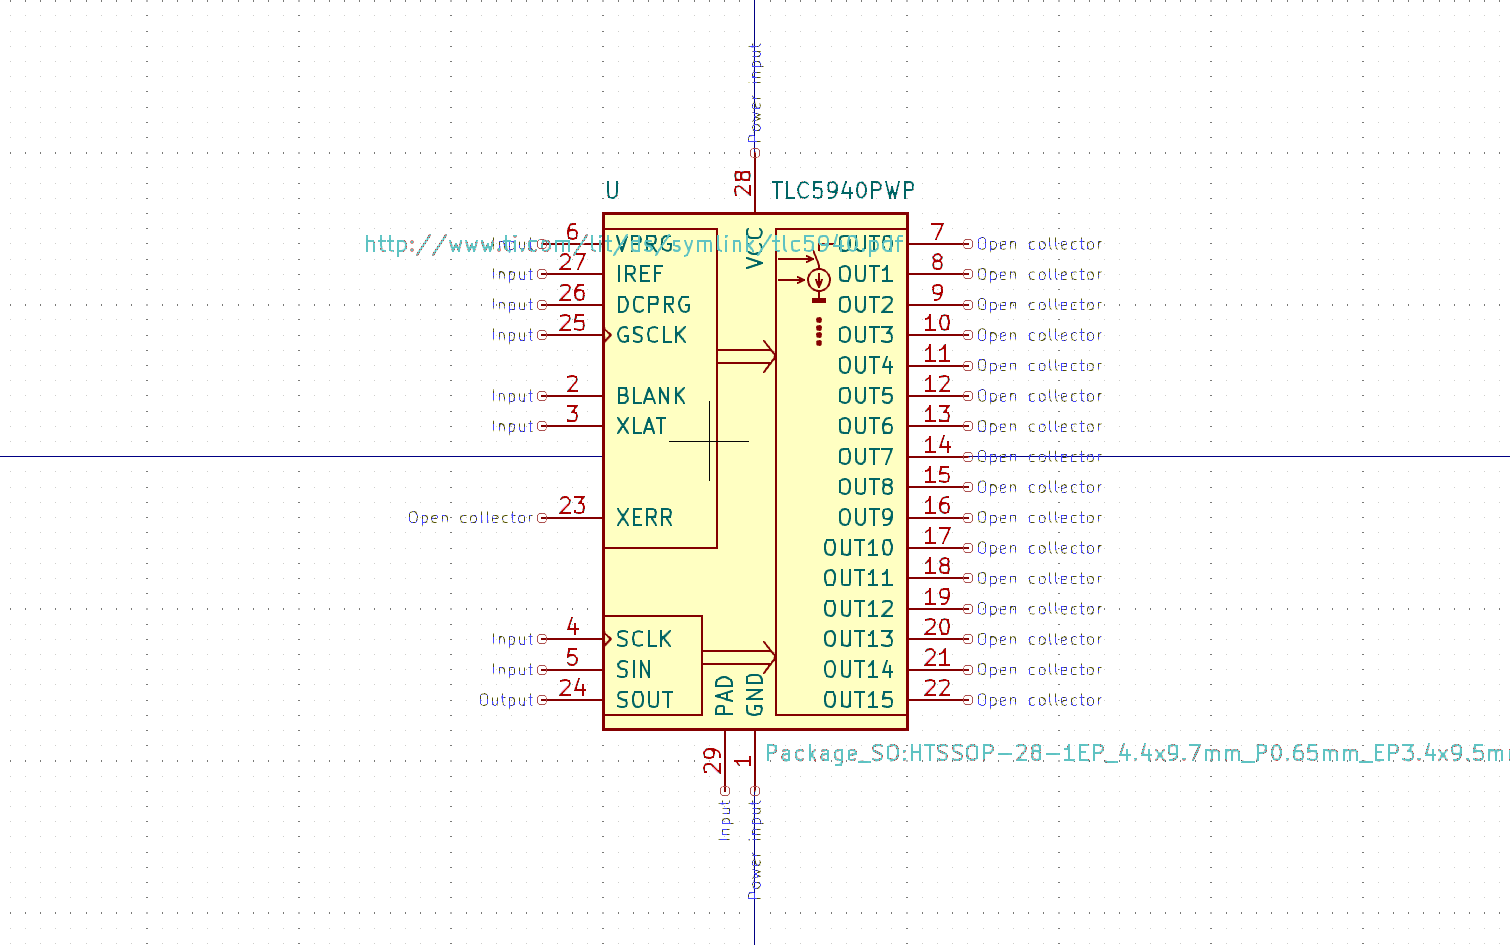 Power input
28
U TLC5940PWP
http://www.ti.com/lit/ds/symlink/tlc5940.pdf
Input 6 VPRG VCC OUT0 7 Open collector
Input 27 IREF OUT1 8 Open collector
Input 26 DCPRG OUT2 9 Open collector
Input 25 GSCLK OUT3 10 Open collector
OUT4 11 Open collector
Input 2 BLANK OUT5 12 Open collector
Input 3 XLAT OUT6 13 Open collector
OUT7 14 Open collector
OUT8 15 Open collector
Open collector 23 XERR OUT9 16 Open collector
OUT10 17 Open collector
OUT11 18 Open collector
OUT12 19 Open collector
Input 4 SCLK OUT13 20 Open collector
Input 5 SIN OUT14 21 Open collector
Output 24 SOUT PAD GND OUT15 22 Open collector
29 1 Package_SO:HTSSOP-28-1EP_4.4x9.7mm_P0.65mm_EP3.4x9.5m
Input Power input